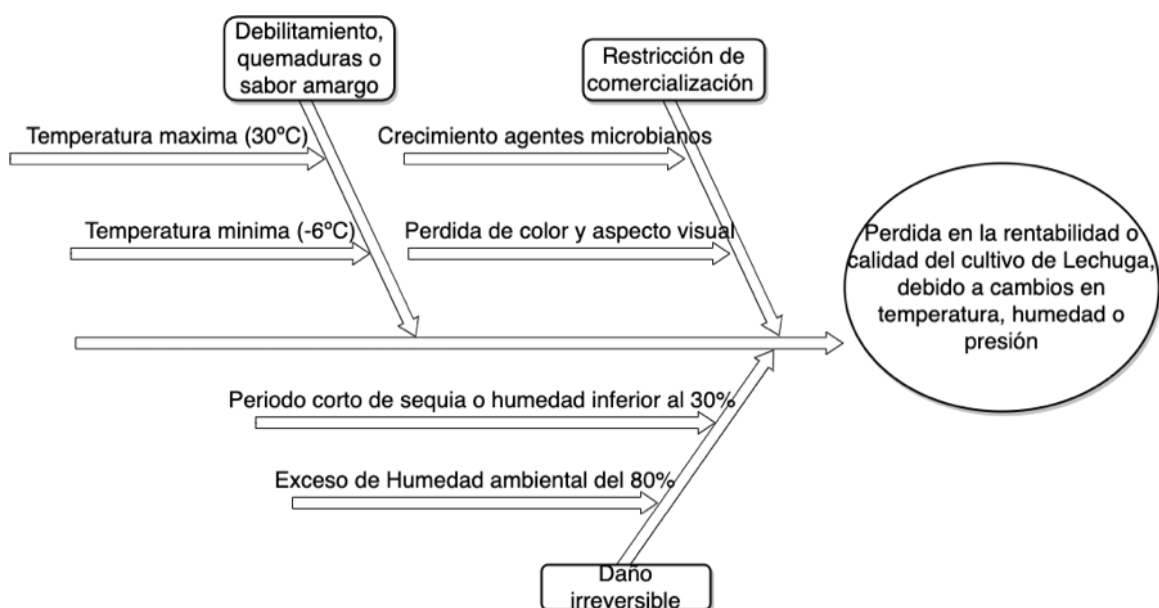 Debilitamiento,
quemaduras o
sabor amargo
Restricción de
comercialización
Temperatura maxima (30ºC)
Crecimiento agentes microbianos
Temperatura minima (-6ºC)
Perdida de color y aspecto visual
Perdida en la rentabilidad o
calidad del cultivo de Lechuga,
debido a cambios en
temperatura, humedad o
presión
Periodo corto de sequia o humedad inferior al 30%
Exceso de Humedad ambiental del 80%
Daño
irreversible